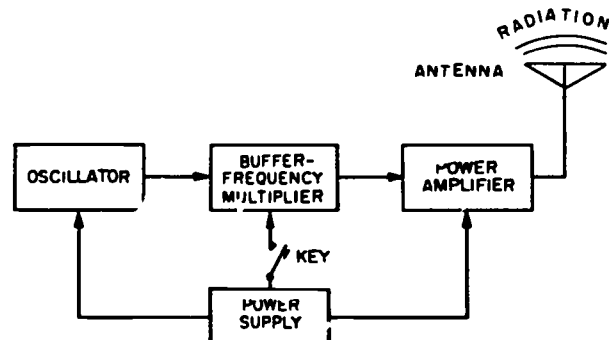 RADIATION
ANTENNA
OSCILLATOR
BUFFER-
FREQUENCY
MULTIPLIER
POWER
AMPLIFIER
KEY
POWER
SUPPLY